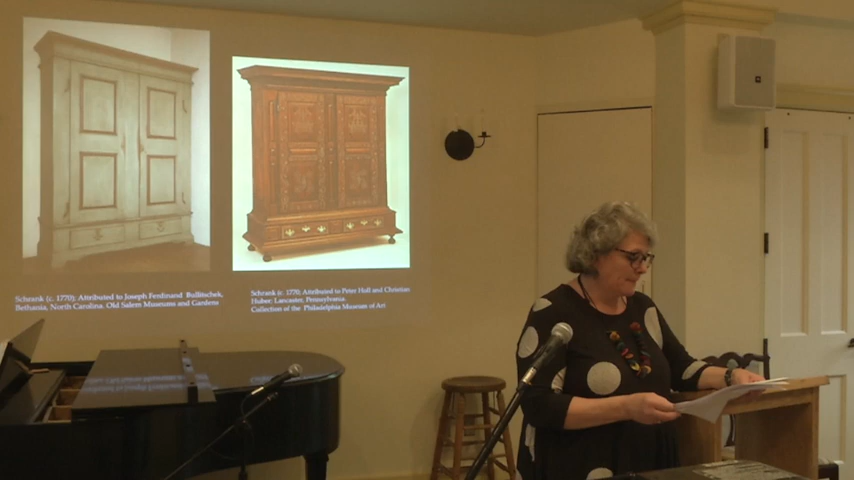 Schrank (c. 1770). Attributed to Joseph Ferdinand Bullitschek,
Bethania, North Carolina. Old Salem Museums and Gardens
Schrank (c. 1770) Attributed to Peter Holl and Christian
Huber: Lancaster, Pennsylvania.
Collection of the Philadelphia Museum of Art
JBL